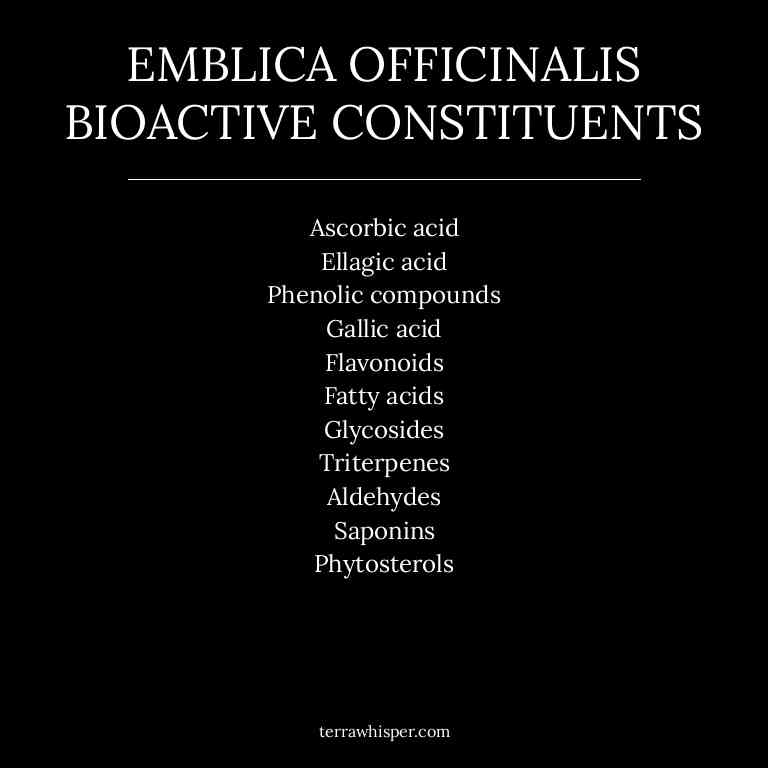 EMBLICA OFFICINALIS
BIOACTIVE CONSTITUENTS
Ascorbic acid
Ellagic acid
Phenolic compounds
Gallic acid
Flavonoids
Fatty acids
Glycosides
Triterpenes
Aldehydes
Saponins
Phytosterols
terrawhisper.com